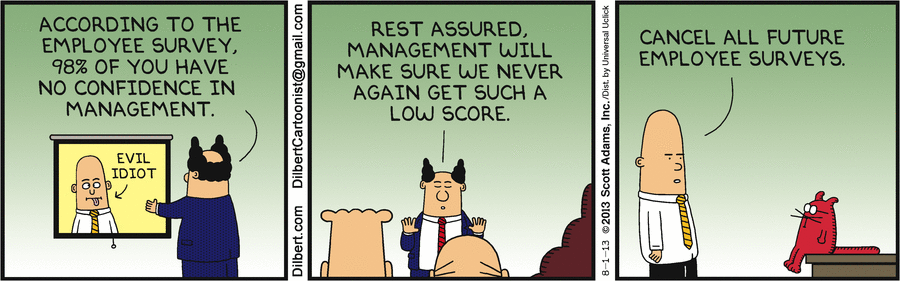 ACCORDING TO THE
EMPLOYEE SURVEY,
98% OF YOU HAVE
NO CONFIDENCE IN
MANAGEMENT.
EVIL
IDIOT
Dilbert.com DilbertCartoonist@gmail.com
REST ASSURED,
MANAGEMENT WILL
MAKE SURE WE NEVER
AGAIN GET SUCH A
LOW SCORE.
8-1-13 © 2013 Scott Adams, Inc./Dist. by Universal Uclick
CANCEL ALL FUTURE
EMPLOYEE SURVEYS.